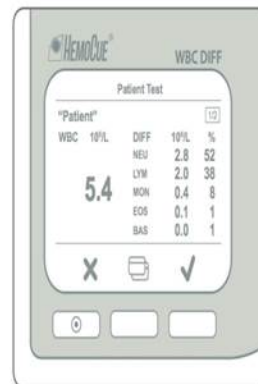 HemoCue®
WBC DIFF
Patient Test
"Patient" 1/2
WBC 10⁹/L DIFF 10⁹/L %
NEU 2.8 52
5.4 LYM 2.0 38
MON 0.4 8
EOS 0.1 1
BAS 0.0 1